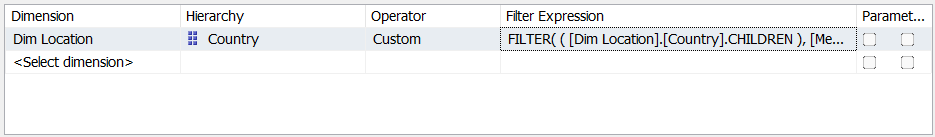 Dimension Hierarchy Operator Filter Expression Paramet...
Dim Location Country Custom FILTER( ( [Dim Location].[Country].CHILDREN ), [Me...
<Select dimension>